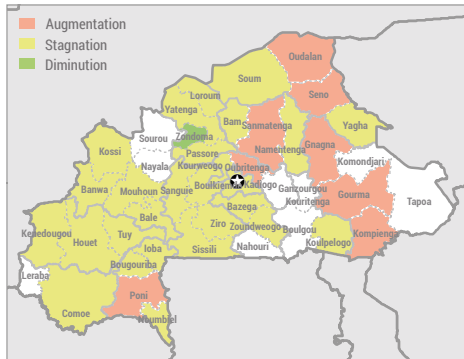 Augmentation
Stagnation
Diminution
Oudalan
Soum
Seno
Loroum
Yatenga
Bam
Sanmatenga
Yagha
Sourou
Zondoma
Namentenga
Gnagna
Kossi
Passore
Kourweogo
Oubritenga
Komondjari
Nayala
Boulkiemde
Kadiogo
Ganzourgou
Banwa
Mouhoun
Sanguie
Kouritenga
Gourma
Tapoa
Bale
Bazega
Kenedougou
Houet
Tuy
Ziro
Zoundweogo
Boulgou
Koulpelogo
Kompienga
Ioba
Sissili
Nahouri
Bougouriba
Leraba
Poni
Comoe
Noumbiel